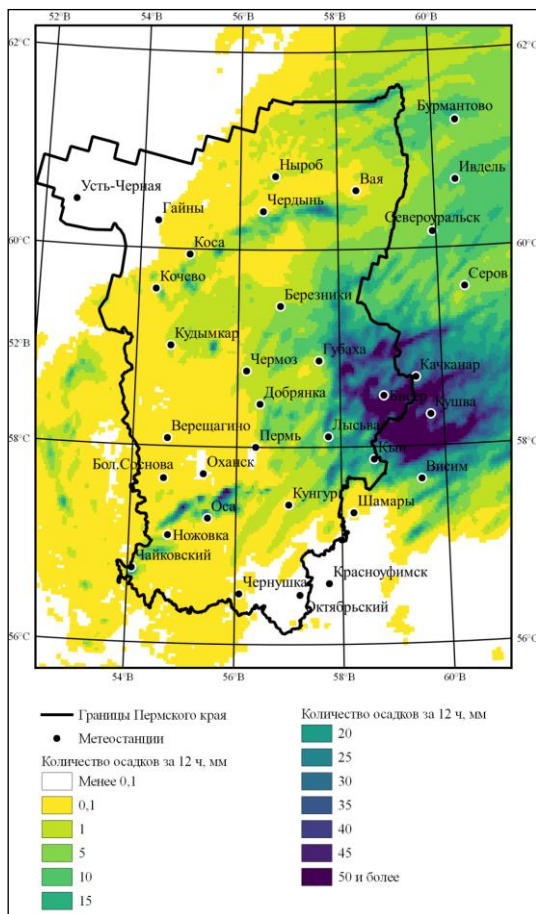 52°В 54°В 56°В 58°В 60°В
62°С 62°С
Бурмантово
Ныроб Вая Ивдель
Усть-Черная
Чердынь
Гайны Североуральск
60°С Коса 60°С
Кочево Серов
Березники
52°В Кудымкар
Чермоз Губаха Качканар
Добрянка Бисер Кушва
Верещагино Лысьва
58°С Пермь 58°С
Бол.Соснова Оханск Кын Висим
Кунгур Шамары
Оса
Ножовка
Чайковский
Чернушка Красноуфимск
Октябрьский
56°С 56°С
54°В 56°В 58°В 60°В
Границы Пермского края
Метеостанции
Количество осадков за 12 ч, мм
Менее 0,1
0,1
1
5
10
15
Количество осадков за 12 ч, мм
20
25
30
35
40
45
50 и более